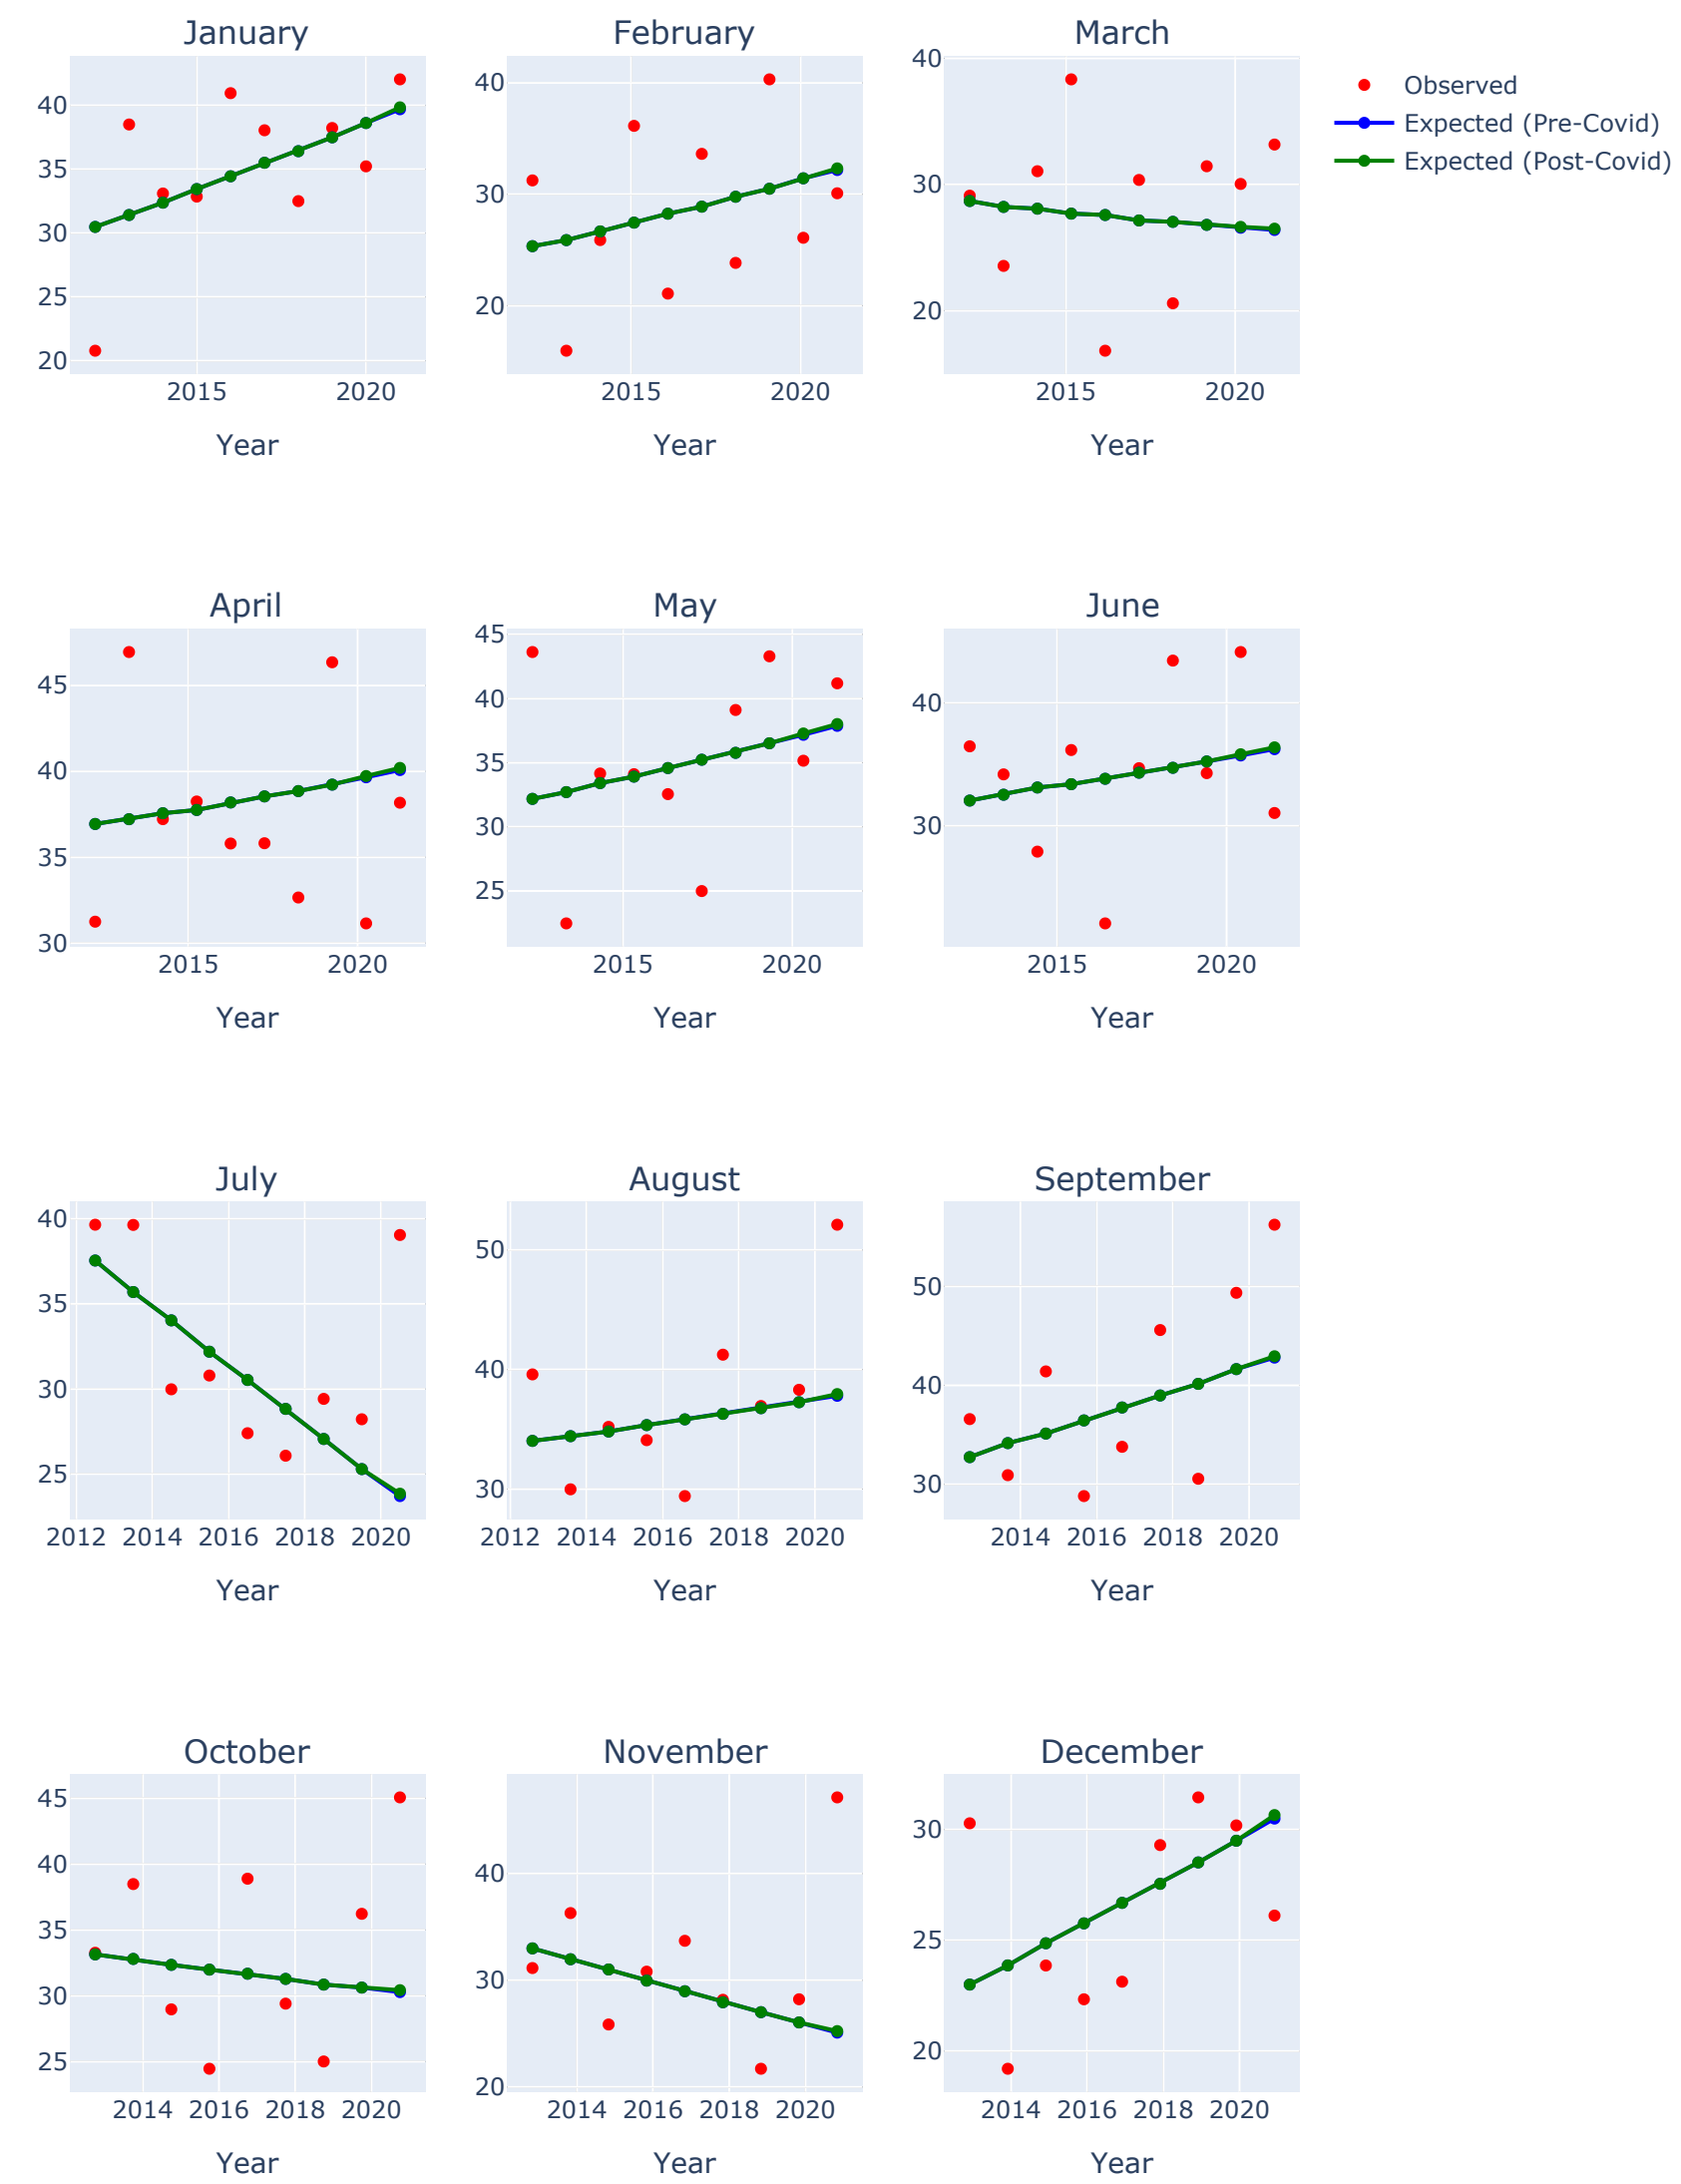 January February March
40
35
30
25
20
2015 2020
Year
40
30
20
2015 2020
Year
40
30
20
2015 2020
Year
Observed
Expected (Pre-Covid)
Expected (Post-Covid)
April May June
45
40
35
30
2015 2020
Year
45
40
35
30
25
2015 2020
Year
40
30
2015 2020
Year
July August September
40
35
30
25
2012 2014 2016 2018 2020
Year
50
40
30
2012 2014 2016 2018 2020
Year
50
40
30
2014 2016 2018 2020
Year
October November December
45
40
35
30
25
2014 2016 2018 2020
Year
40
30
20
2014 2016 2018 2020
Year
30
25
20
2014 2016 2018 2020
Year